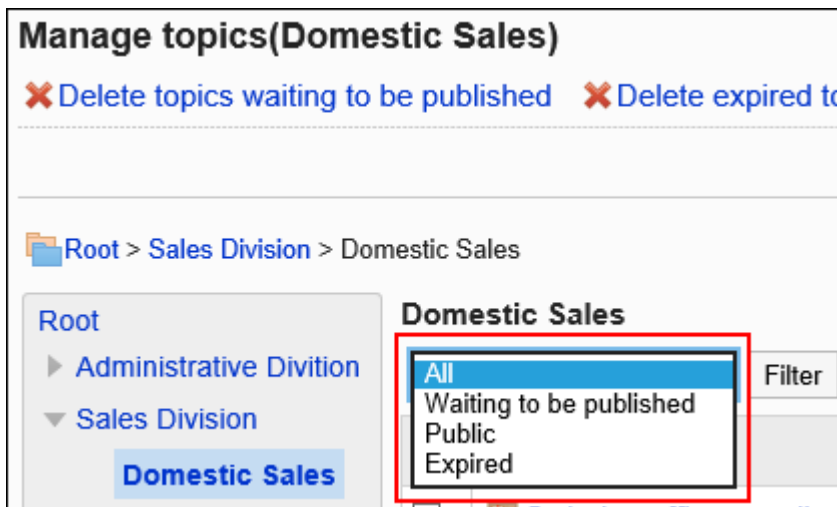 Manage topics(Domestic Sales)
Delete topics waiting to be published Delete expired
Root > Sales Division > Domestic Sales
Root
Administrative Divition
Sales Division
Domestic Sales
Domestic Sales
All
Waiting to be published
Public
Expired
Filter